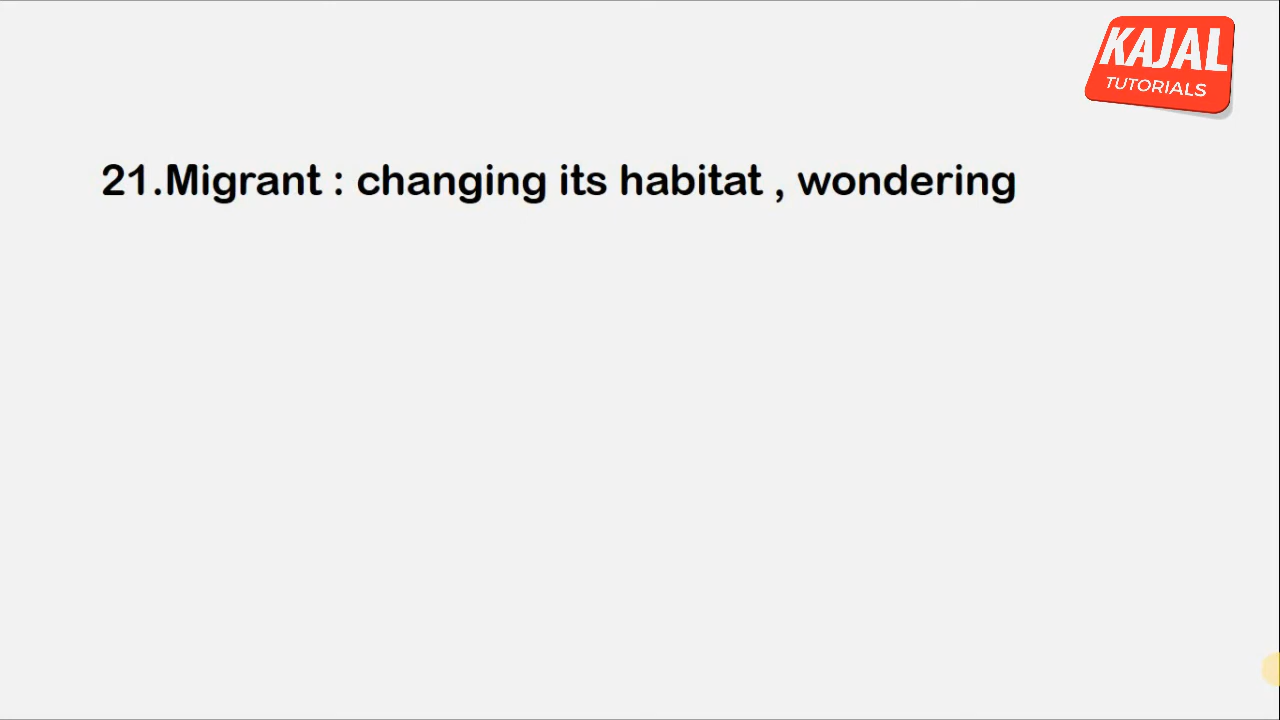 KAJAL
TUTORIALS
21.Migrant : changing its habitat , wondering